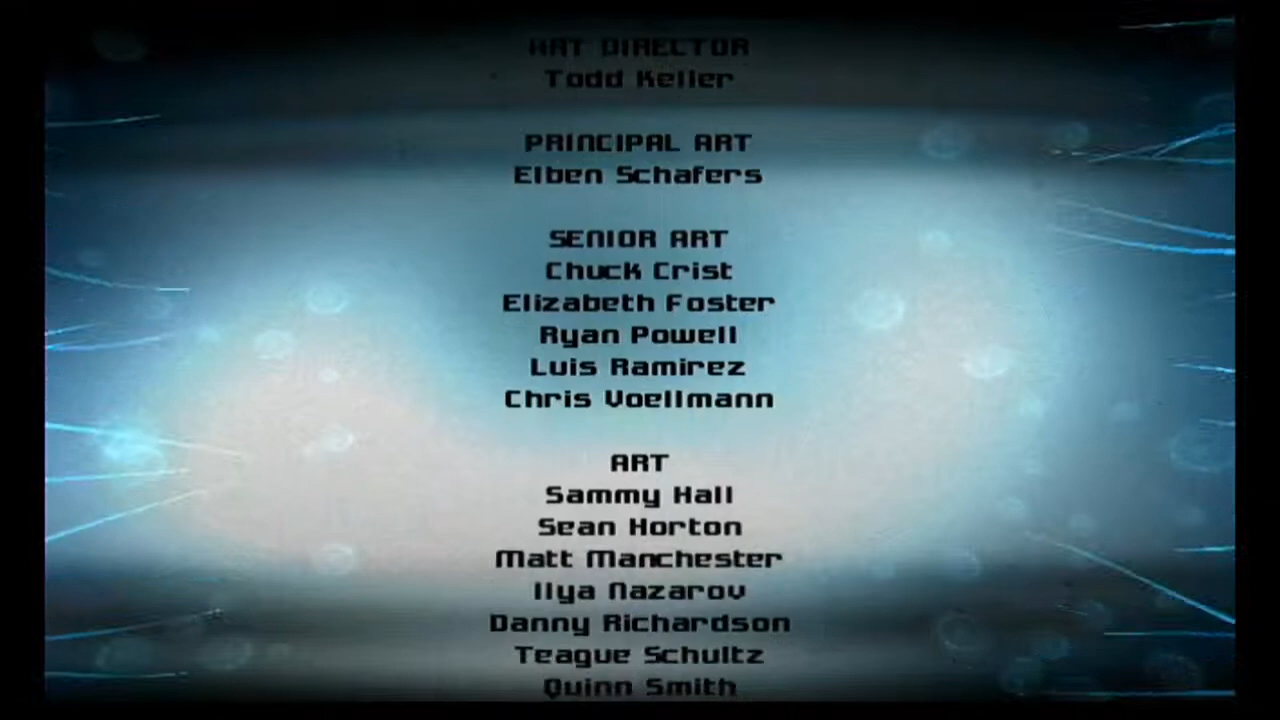 ART DIRECTOR
Todd Keller
PRINCIPAL ART
Elben Schafers
SENIOR ART
Chuck Crist
Elizabeth Foster
Ryan Powell
Luis Ramirez
Chris Voellmann
ART
Sammy Hall
Sean Horton
Matt Manchester
Ilya Nazarov
Danny Richardson
Teague Schultz
Quinn Smith